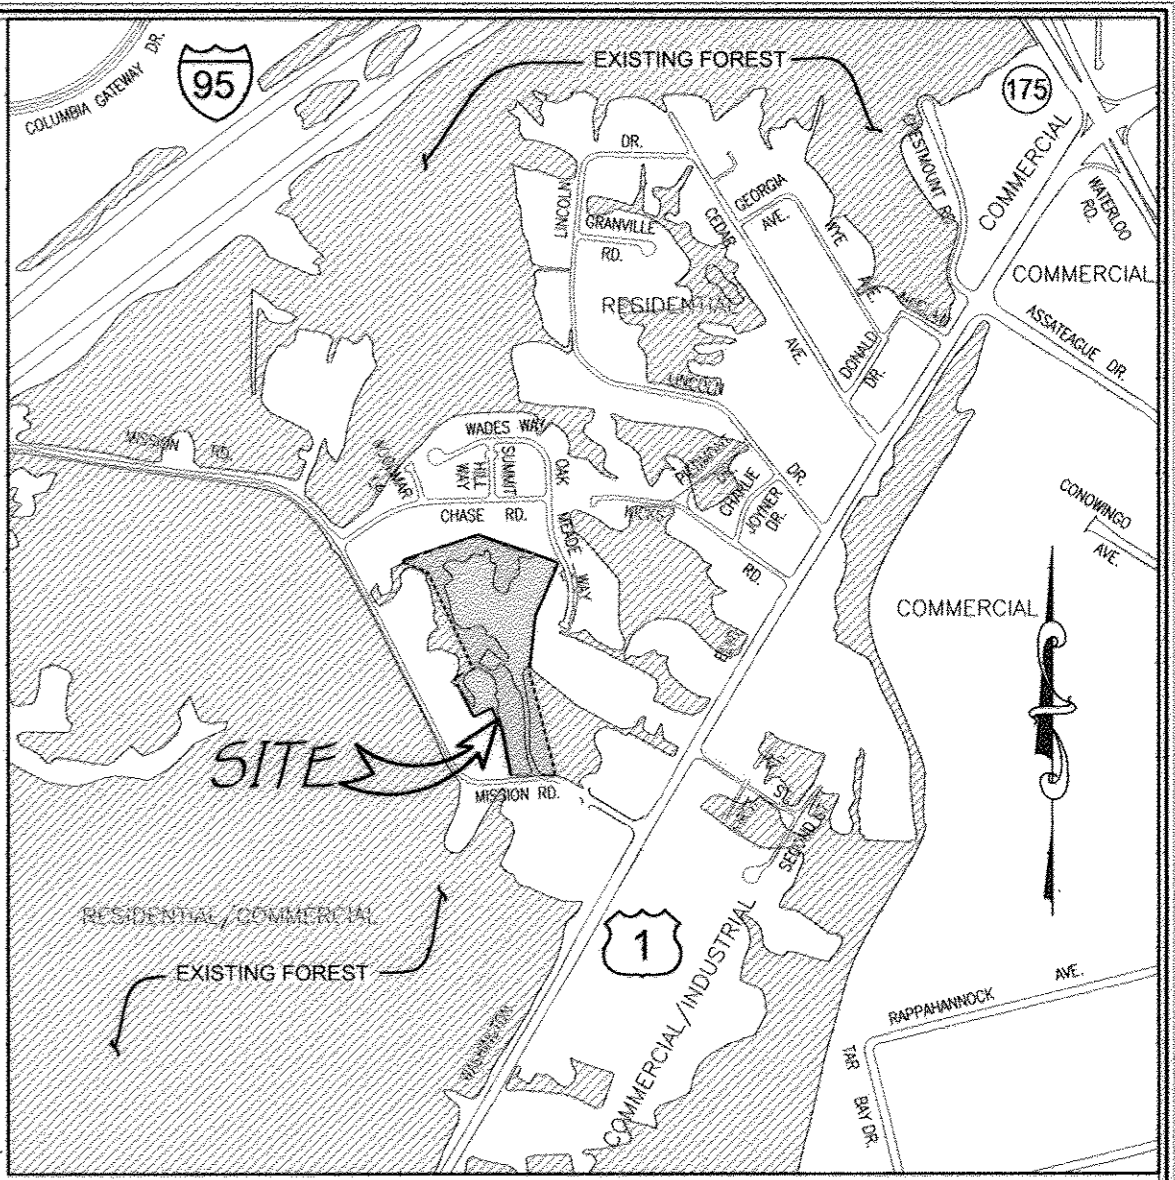 COLUMBIA GATEWAY DR.
95
EXISTING FOREST
175
COMMERCIAL
WATERLOO
RD.
COMMERCIAL
ASSATEAGUE DR.
DR.
LINCOLN
GRANVILLE
RD.
CEDAR
AVE.
GEORGIA
AVE.
NYE
AVE.
RESIDENTIAL
DONALD
DR.
LINCOLN
DR.
MISSION RD.
WADES WAY
OAK
MEADE WAY
SUMMIT
HILL
WAY
CHASE RD.
CHARLIE
JOYNER
DR.
RD.
CONOWINGO
AVE.
COMMERCIAL
SITE
MISSION RD.
ST.
SECOND ST.
RESIDENTIAL/COMMERCIAL
EXISTING FOREST
1
COMMERCIAL/INDUSTRIAL
WASHINGTON
RAPPAHANNOCK AVE.
TAR BAY DR.